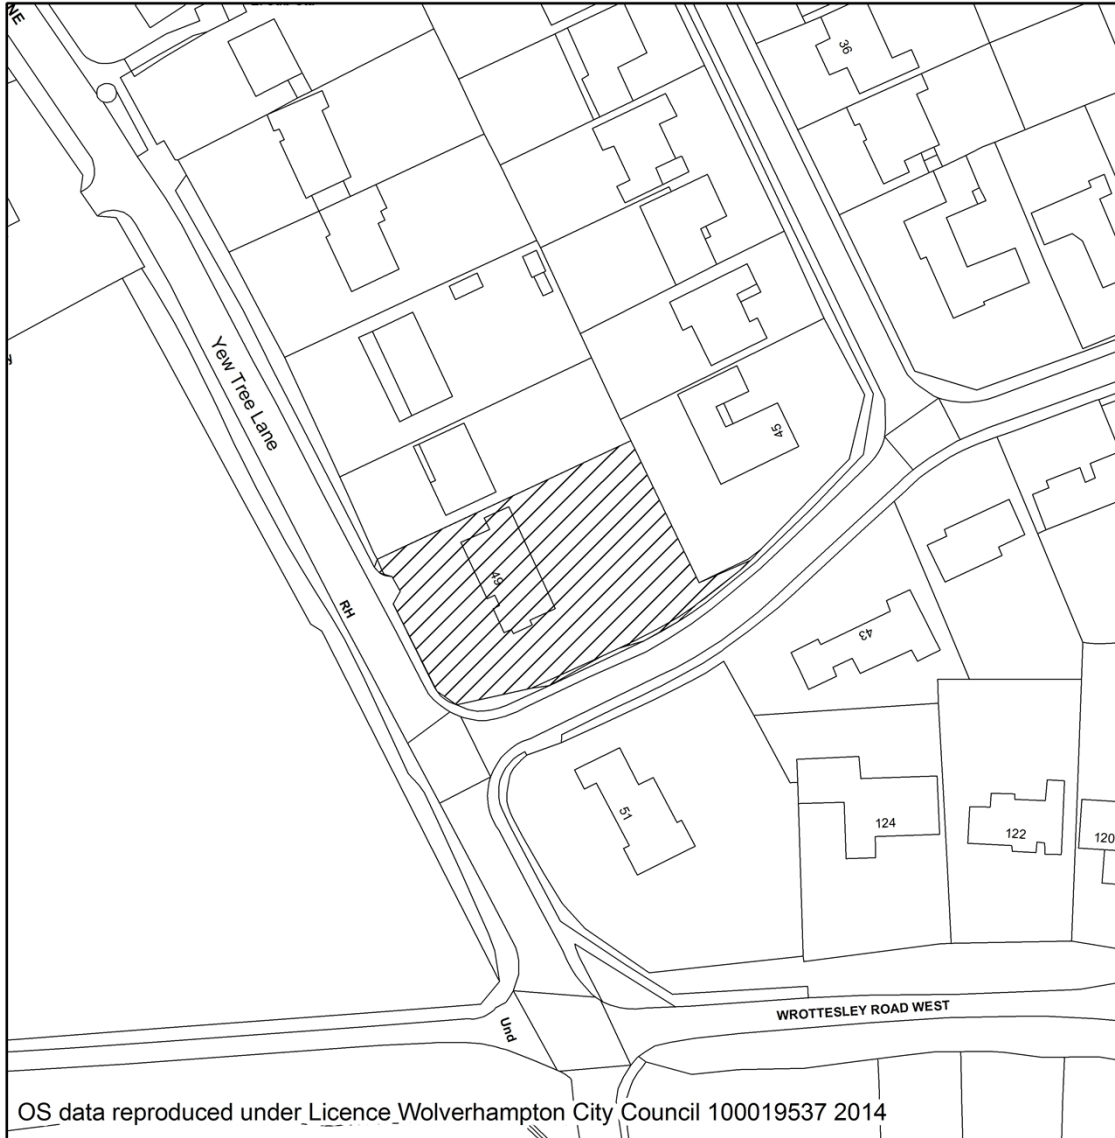 NE
36
Yew Tree Lane
45
49
RH
43
51
124
122
120
WROTTESLEY ROAD WEST
Und
OS data reproduced under Licence Wolverhampton City Council 100019537 2014